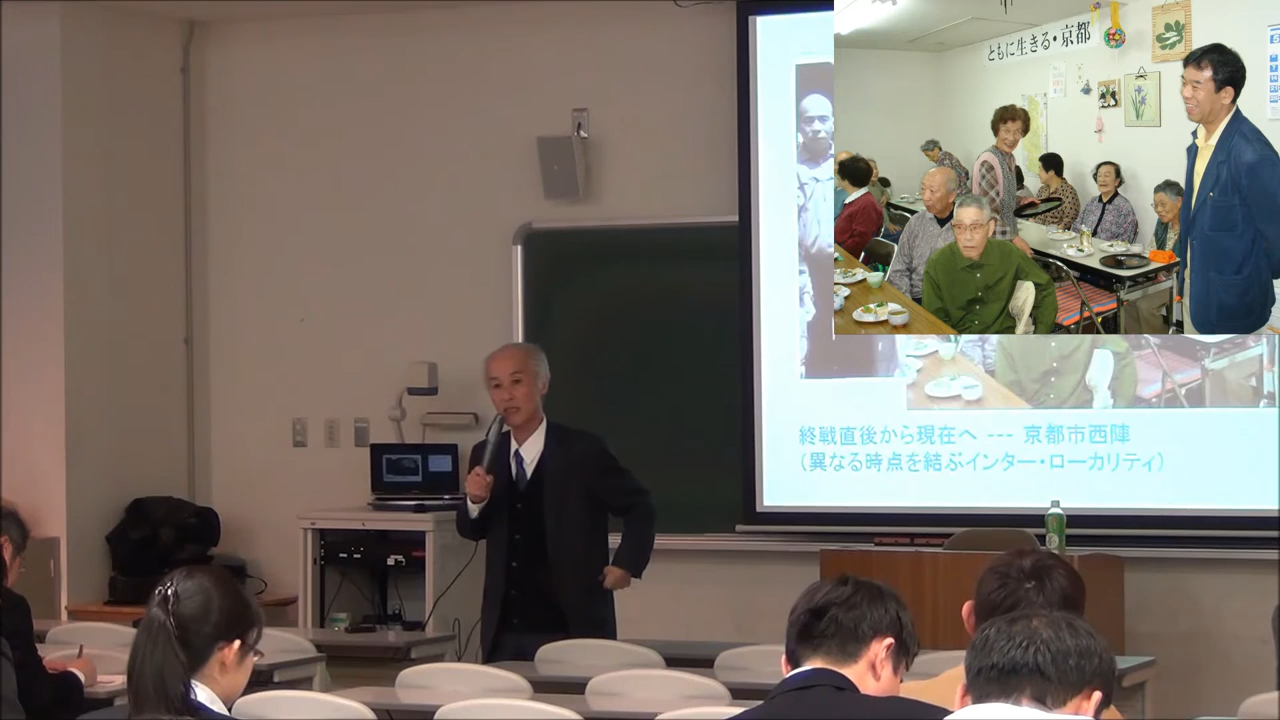 ともに生きる・京都
終戦直後から現在へ --- 京都市西陣
(異なる時点を結ぶインター・ローカリティ)